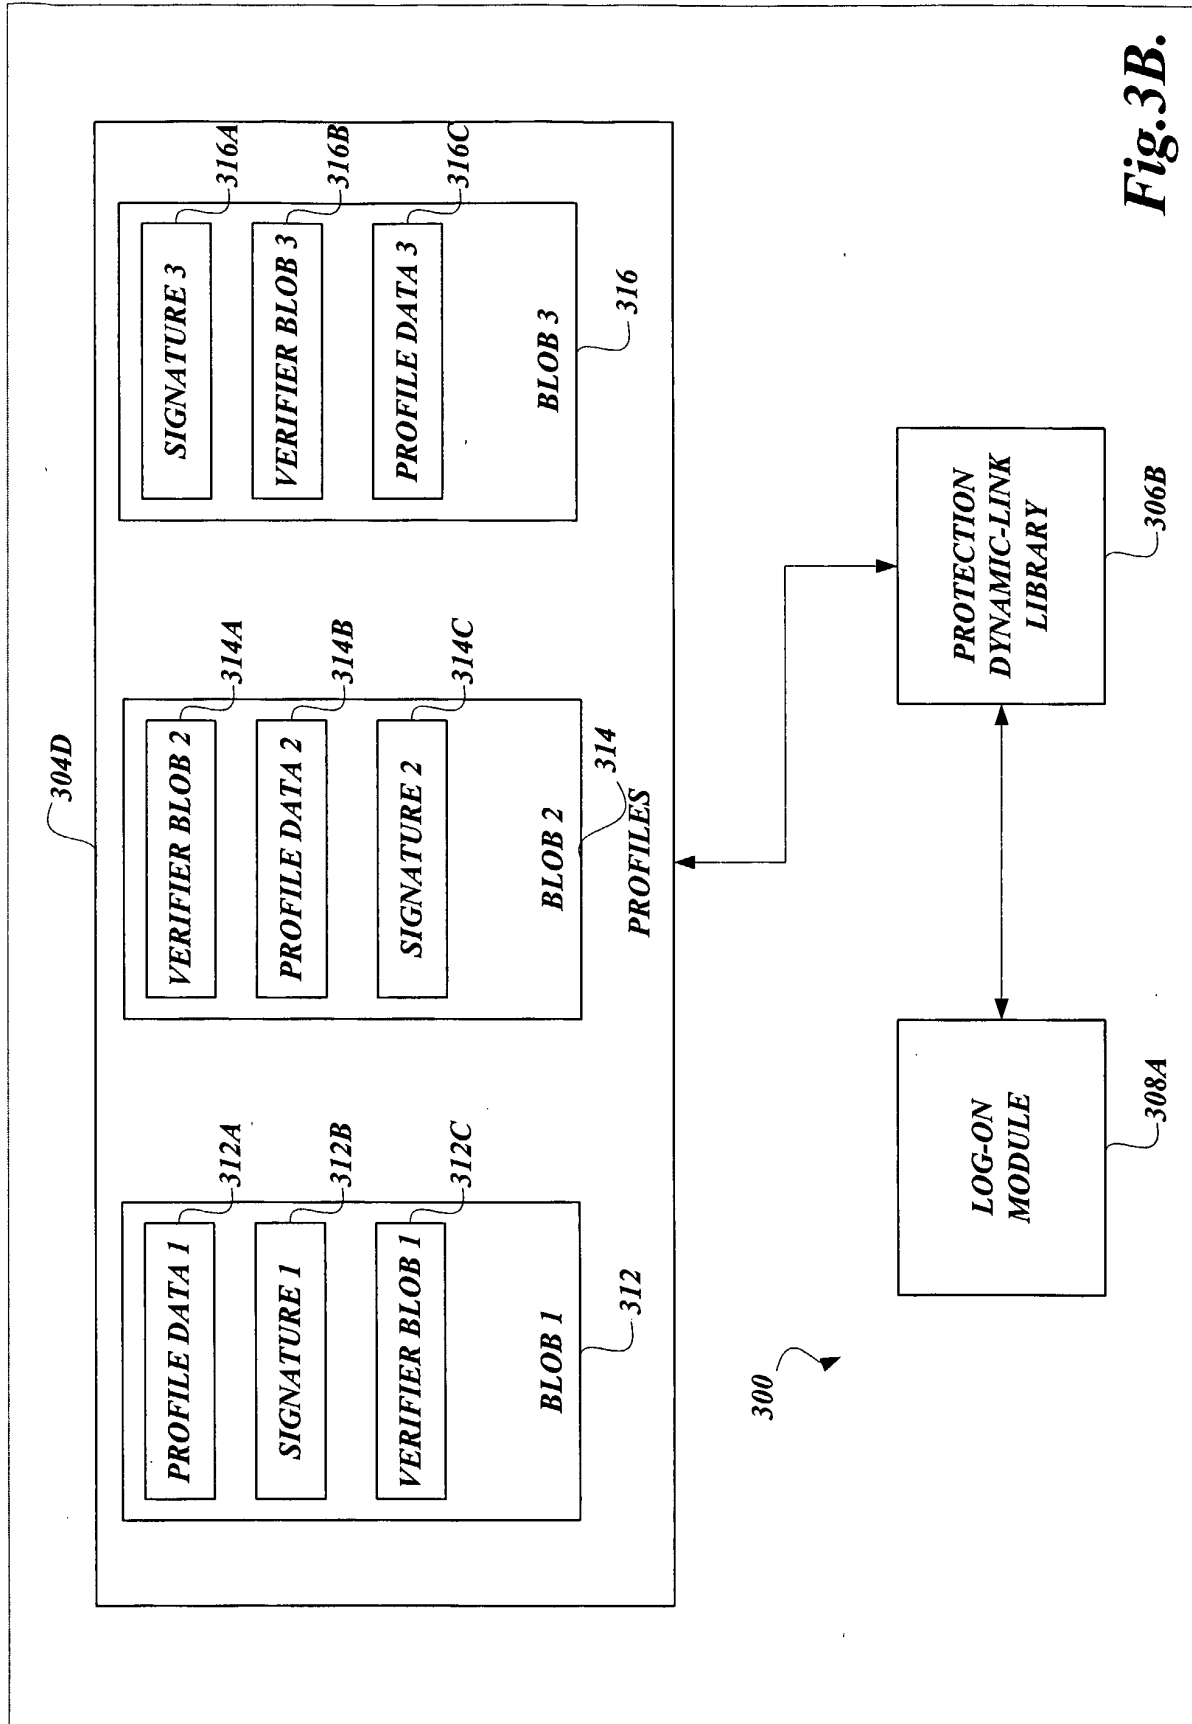 304D
PROFILE DATA 1
312A
SIGNATURE 1
312B
VERIFIER BLOB 1
312C
BLOB 1
312
VERIFIER BLOB 2
314A
PROFILE DATA 2
314B
SIGNATURE 2
314C
BLOB 2
314
SIGNATURE 3
316A
VERIFIER BLOB 3
316B
PROFILE DATA 3
316C
BLOB 3
316
PROFILES
300
LOG-ON
MODULE
308A
PROTECTION
DYNAMIC-LINK
LIBRARY
306B
Fig.3B.